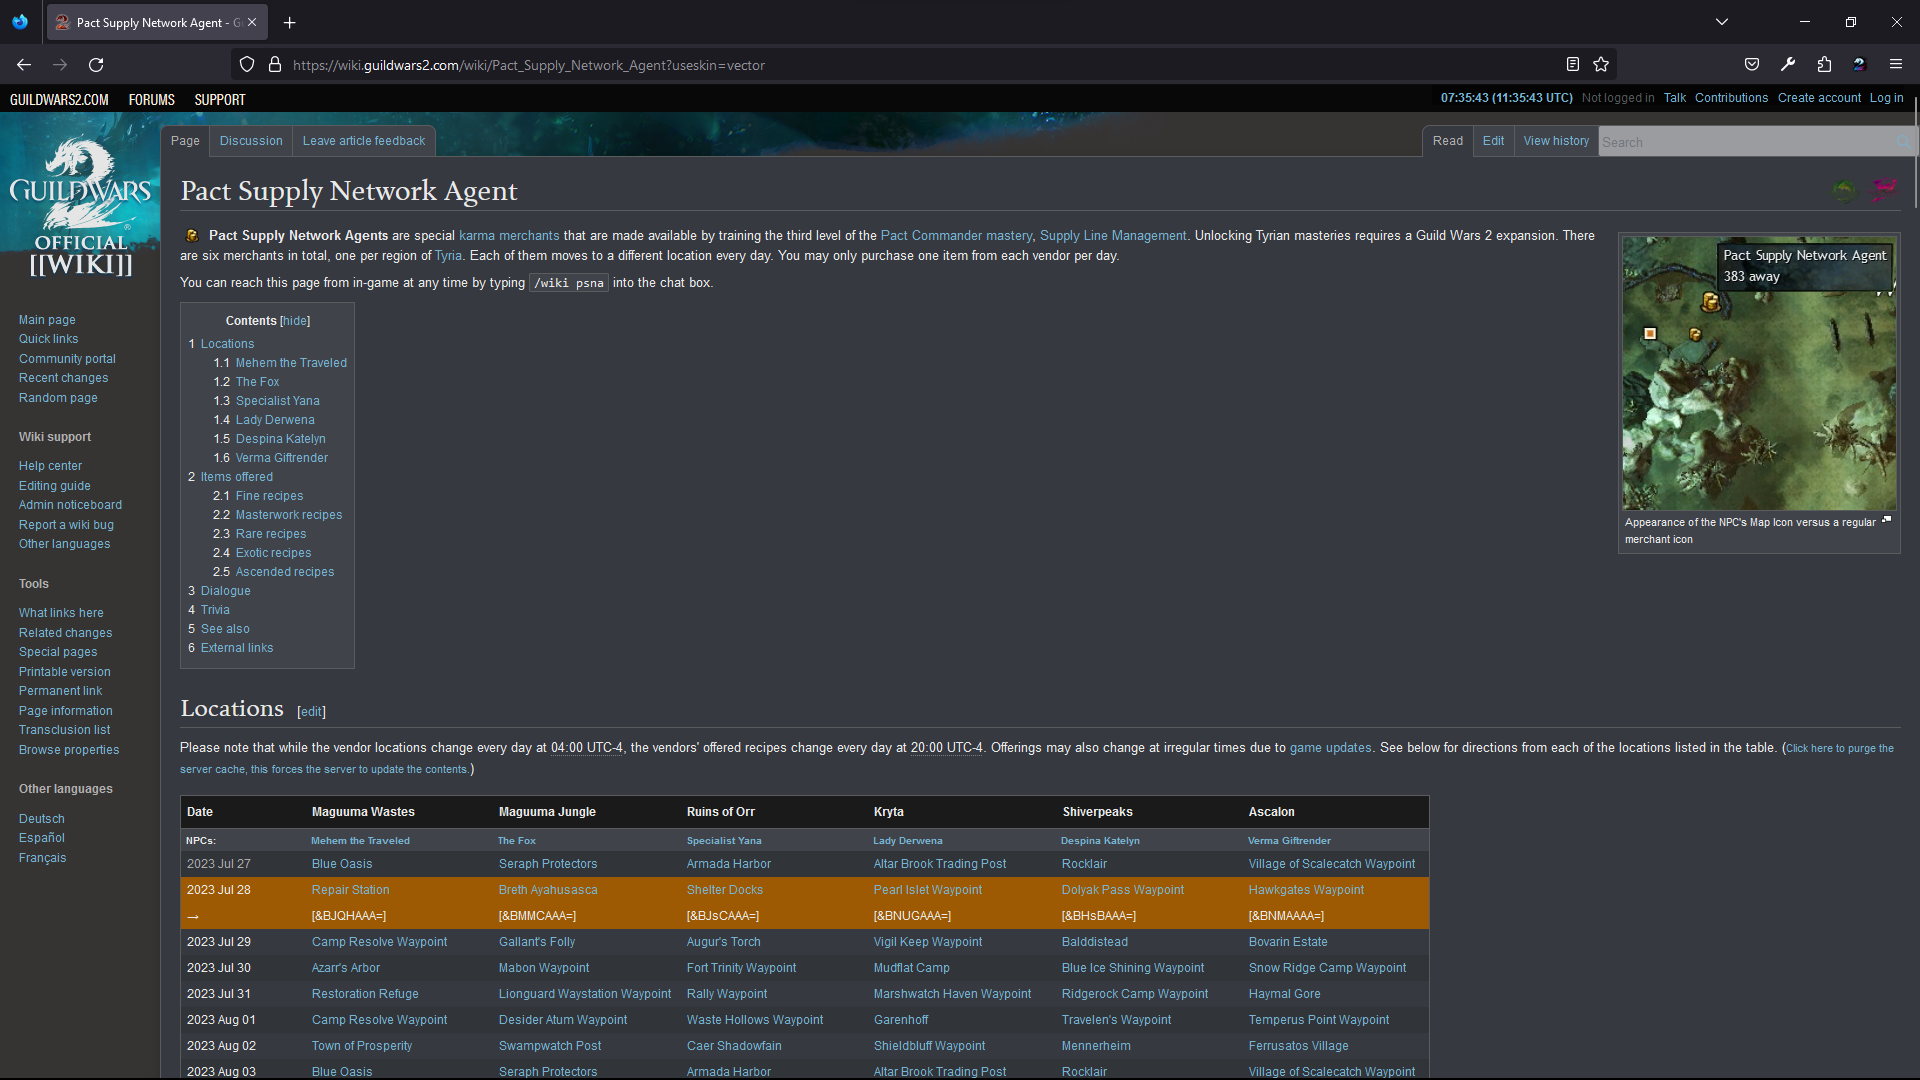 Pact Supply Network Agent - G
https://wiki.guildwars2.com/wiki/Pact_Supply_Network_Agent?useskin=vector
GUILDWARS2.COM FORUMS SUPPORT
07:35:43 (11:35:43 UTC) Not logged in Talk Contributions Create account Log in
Page Discussion Leave article feedback
Read Edit View history Search
GUILDWARS 2
OFFICIAL
[[WIKI]]
Main page
Quick links
Community portal
Recent changes
Random page
Wiki support
Help center
Editing guide
Admin noticeboard
Report a wiki bug
Other languages
Tools
What links here
Related changes
Special pages
Printable version
Permanent link
Page information
Transclusion list
Browse properties
Other languages
Deutsch
Español
Français
Pact Supply Network Agent
Pact Supply Network Agents are special karma merchants that are made available by training the third level of the Pact Commander mastery, Supply Line Management. Unlocking Tyrian masteries requires a Guild Wars 2 expansion. There
are six merchants in total, one per region of Tyria. Each of them moves to a different location every day. You may only purchase one item from each vendor per day.
You can reach this page from in-game at any time by typing /wiki psna into the chat box.
Pact Supply Network Agent
383 away
Appearance of the NPC's Map Icon versus a regular
merchant icon
Contents [hide]
1 Locations
1.1 Mehem the Traveled
1.2 The Fox
1.3 Specialist Yana
1.4 Lady Derwena
1.5 Despina Katelyn
1.6 Verma Giftrender
2 Items offered
2.1 Fine recipes
2.2 Masterwork recipes
2.3 Rare recipes
2.4 Exotic recipes
2.5 Ascended recipes
3 Dialogue
4 Trivia
5 See also
6 External links
Locations [edit]
Please note that while the vendor locations change every day at 04:00 UTC-4, the vendors' offered recipes change every day at 20:00 UTC-4. Offerings may also change at irregular times due to game updates. See below for directions from each of the locations listed in the table. (Click here to purge the
server cache, this forces the server to update the contents.)
Date Maguuma Wastes Maguuma Jungle Ruins of Orr Kryta Shiverpeaks Ascalon
NPCs: Mehem the Traveled The Fox Specialist Yana Lady Derwena Despina Katelyn Verma Giftrender
2023 Jul 27 Blue Oasis Seraph Protectors Armada Harbor Altar Brook Trading Post Rocklair Village of Scalecatch Waypoint
2023 Jul 28 Repair Station Breth Ayahusasca Shelter Docks Pearl Islet Waypoint Dolyak Pass Waypoint Hawkgates Waypoint
→ [&BJQHAAA=] [&BMMCAAA=] [&BJsCAAA=] [&BNUGAAA=] [&BHsBAAA=] [&BNMAAAA=]
2023 Jul 29 Camp Resolve Waypoint Gallant's Folly Augur's Torch Vigil Keep Waypoint Balddistead Bovarin Estate
2023 Jul 30 Azarr's Arbor Mabon Waypoint Fort Trinity Waypoint Mudflat Camp Blue Ice Shining Waypoint Snow Ridge Camp Waypoint
2023 Jul 31 Restoration Refuge Lionguard Waystation Waypoint Rally Waypoint Marshwatch Haven Waypoint Ridgerock Camp Waypoint Haymal Gore
2023 Aug 01 Camp Resolve Waypoint Desider Atum Waypoint Waste Hollows Waypoint Garenhoff Travelen's Waypoint Temperus Point Waypoint
2023 Aug 02 Town of Prosperity Swampwatch Post Caer Shadowfain Shieldbluff Waypoint Mennerheim Ferrusatos Village
2023 Aug 03 Blue Oasis Seraph Protectors Armada Harbor Altar Brook Trading Post Rocklair Village of Scalecatch Waypoint